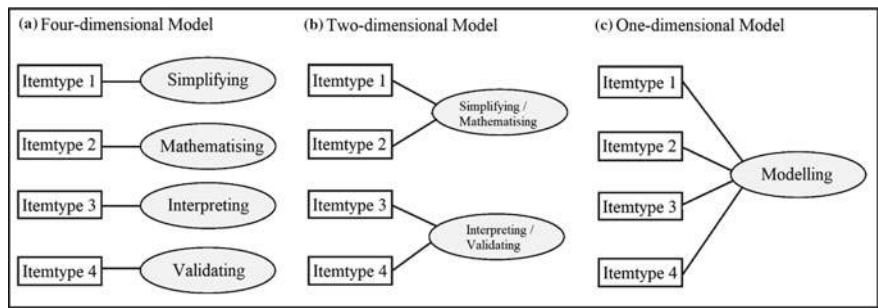 (a) Four-dimensional Model
Itemtype 1
Simplifying
Itemtype 2
Mathematising
Itemtype 3
Interpreting
Itemtype 4
Validating
(b) Two-dimensional Model
Itemtype 1
Itemtype 2
Simplifying /
Mathematising
Itemtype 3
Itemtype 4
Interpreting /
Validating
(c) One-dimensional Model
Itemtype 1
Itemtype 2
Itemtype 3
Itemtype 4
Modelling